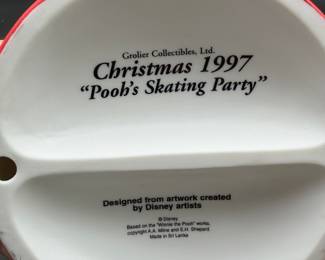 Grolier Collectibles, Ltd.
Christmas 1997
“Pooh's Skating Party”
Designed from artwork created
by Disney artists
© Disney
Based on the "Winnie the Pooh" works,
copyright A.A. Milne and E.H. Shepard
Made in Sri Lanka